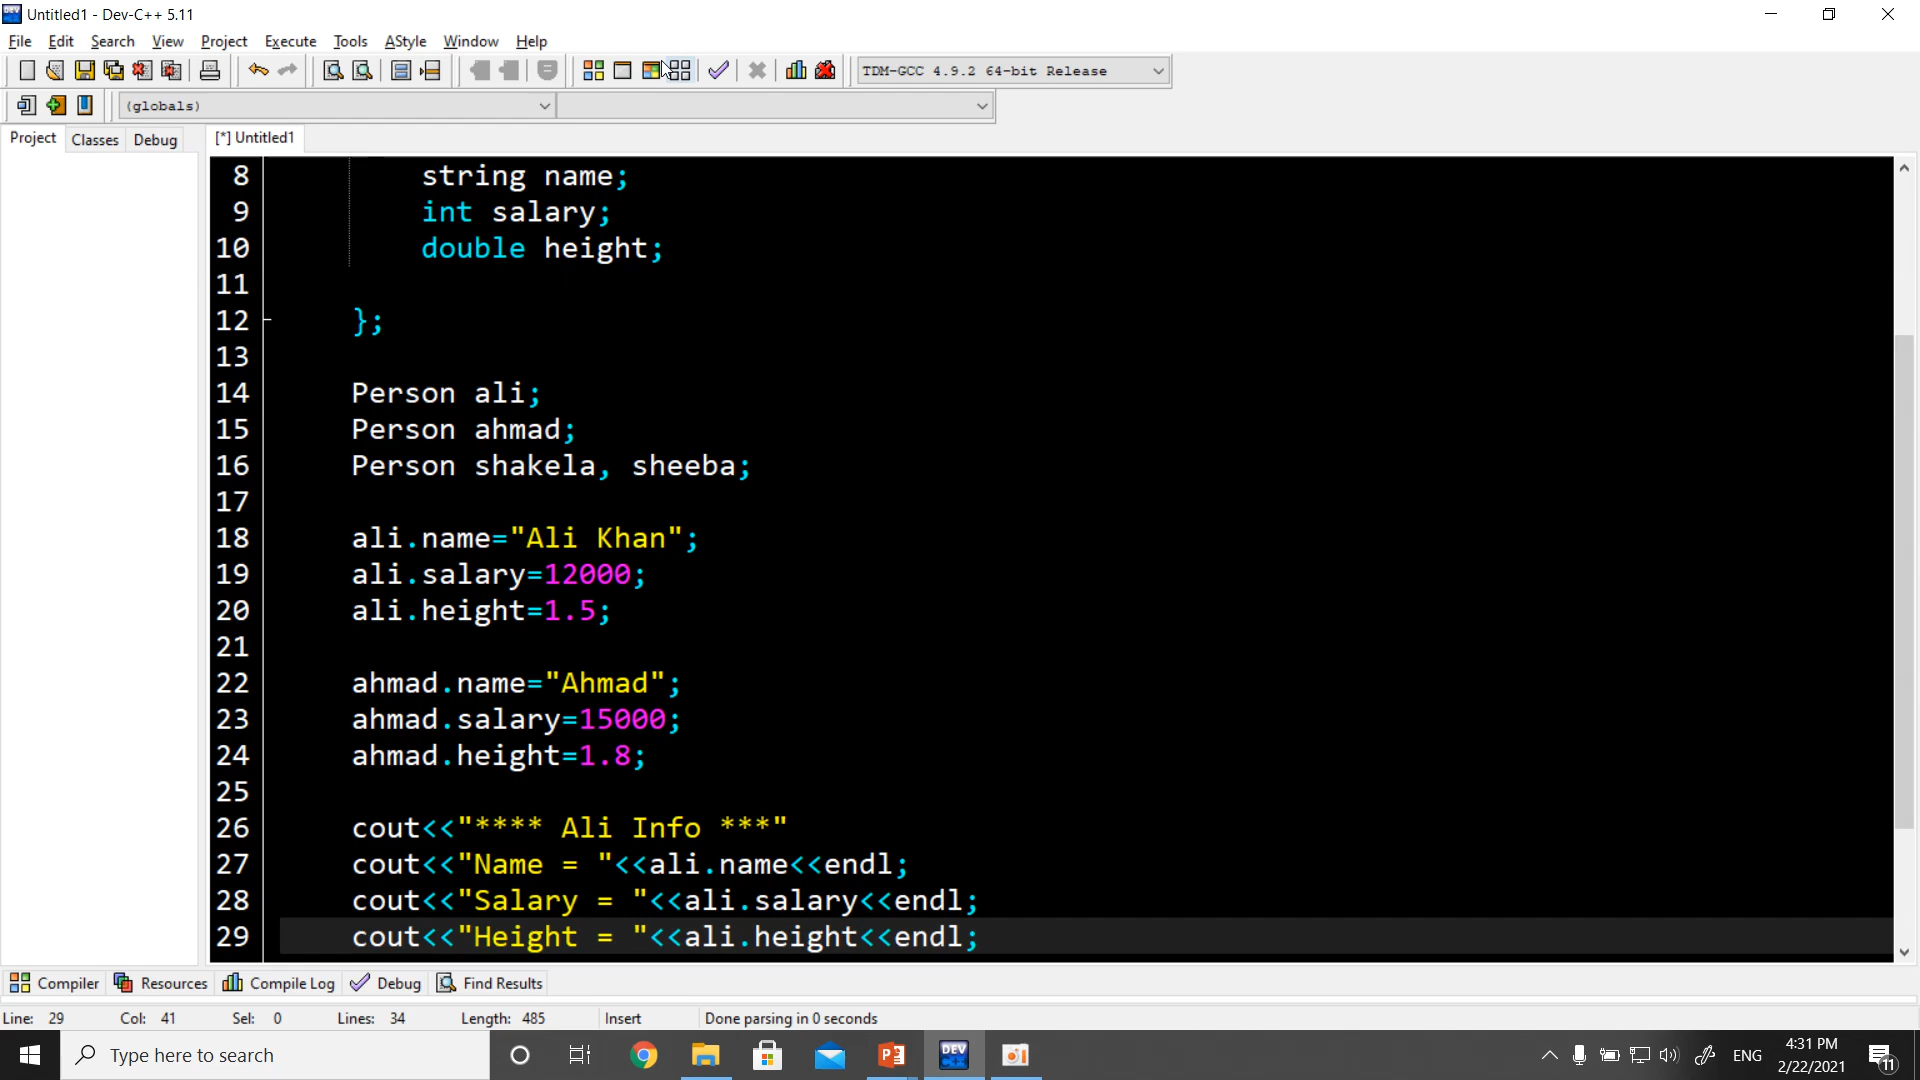 Untitled1 - Dev-C++ 5.11
File Edit Search View Project Execute Tools AStyle Window Help
TDM-GCC 4.9.2 64-bit Release
(globals)
Project Classes Debug [*] Untitled1
8 string name;
9 int salary;
10 double height;
11
12 };
13
14 Person ali;
15 Person ahmad;
16 Person shakela, sheeba;
17
18 ali.name="Ali Khan";
19 ali.salary=12000;
20 ali.height=1.5;
21
22 ahmad.name="Ahmad";
23 ahmad.salary=15000;
24 ahmad.height=1.8;
25
26 cout<<"**** Ali Info ***"
27 cout<<"Name = "<<ali.name<<endl;
28 cout<<"Salary = "<<ali.salary<<endl;
29 cout<<"Height = "<<ali.height<<endl;
Compiler Resources Compile Log Debug Find Results
Line: 29 Col: 41 Sel: 0 Lines: 34 Length: 485 Insert Done parsing in 0 seconds
Type here to search DEV ENG 4:31 PM
2/22/2021 11